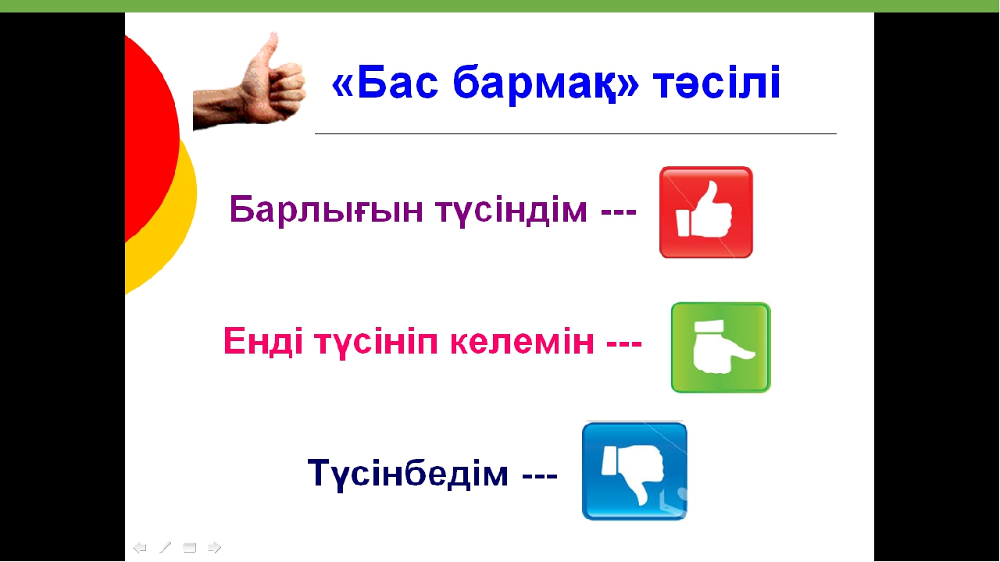 «Бас бармақ» тәсілі
Барлығын түсіндім ---
Енді түсініп келемін ---
Түсінбедім ---